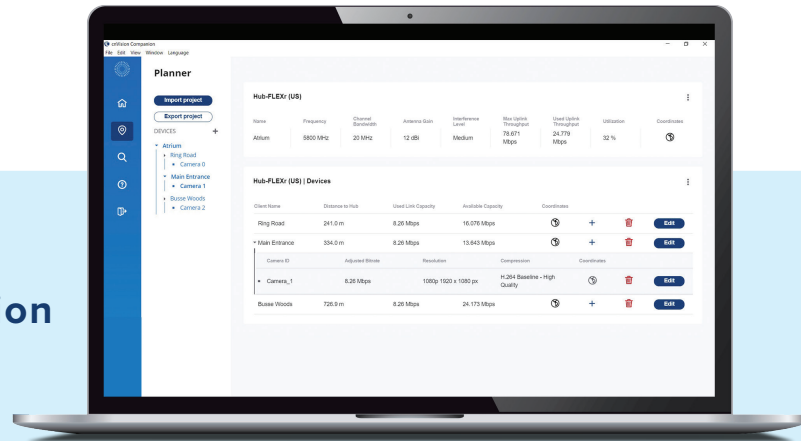 cnVision Companion
File Edit View Window Language
Planner
Import project
Export project
DEVICES +
Atrium
Ring Road
Camera 0
Main Entrance
Camera 1
Busse Woods
Camera 2
Hub-FLEXr (US)
Name Frequency Channel Bandwidth Antenna Gain Interference Level Max Uplink Throughput Used Uplink Throughput Utilization Coordinates
Atrium 5800 MHz 20 MHz 12 dBi Medium 78.671 Mbps 24.779 Mbps 32 %
Hub-FLEXr (US) | Devices
Client Name Distance to Hub Used Link Capacity Available Capacity Coordinates
Ring Road 241.0 m 8.26 Mbps 16.076 Mbps + Edit
Main Entrance 334.0 m 8.26 Mbps 13.643 Mbps + Edit
Camera ID Adjusted Bitrate Resolution Compression Coordinates
Camera_1 8.26 Mbps 1080p 1920 x 1080 px H.264 Baseline - High Quality Edit
Busse Woods 726.9 m 8.26 Mbps 24.173 Mbps + Edit
on